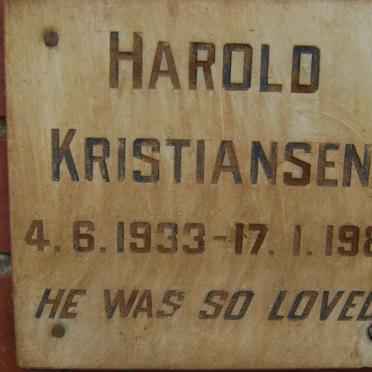 HAROLD
KRISTIANSEN
4.6.1933-17.1.198
HE WAS SO LOVED